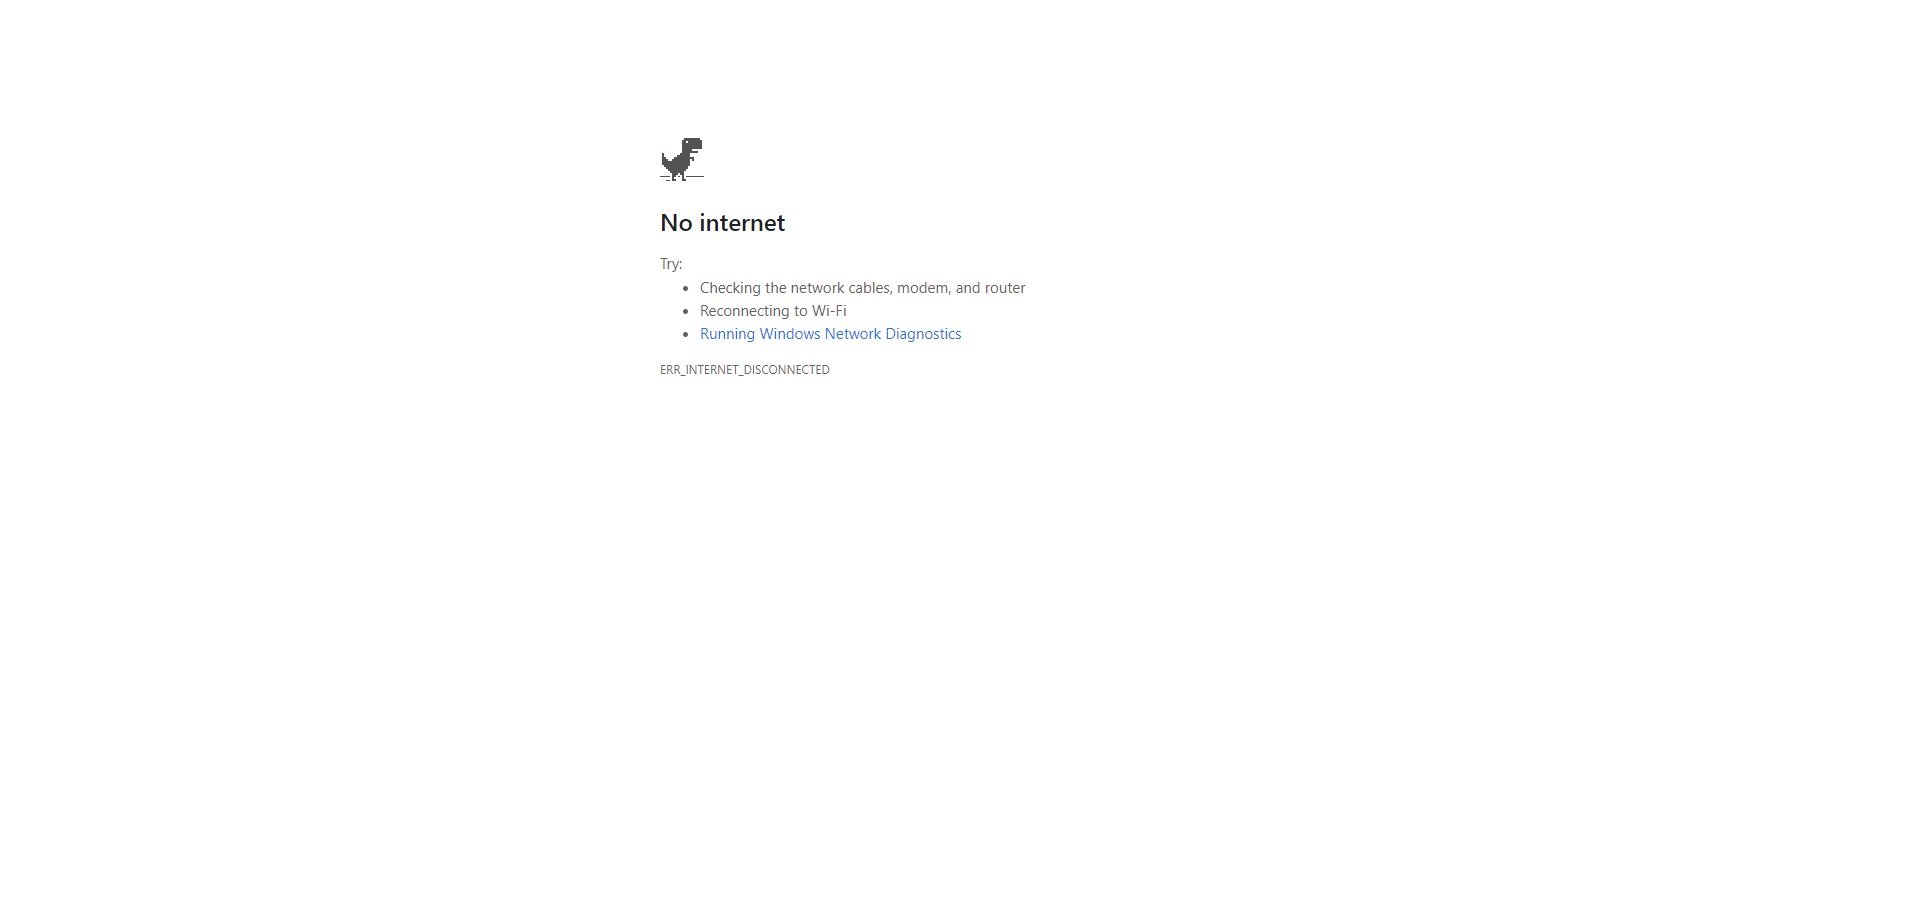 No internet
Try:
Checking the network cables, modem, and router
Reconnecting to Wi-Fi
Running Windows Network Diagnostics
ERR_INTERNET_DISCONNECTED